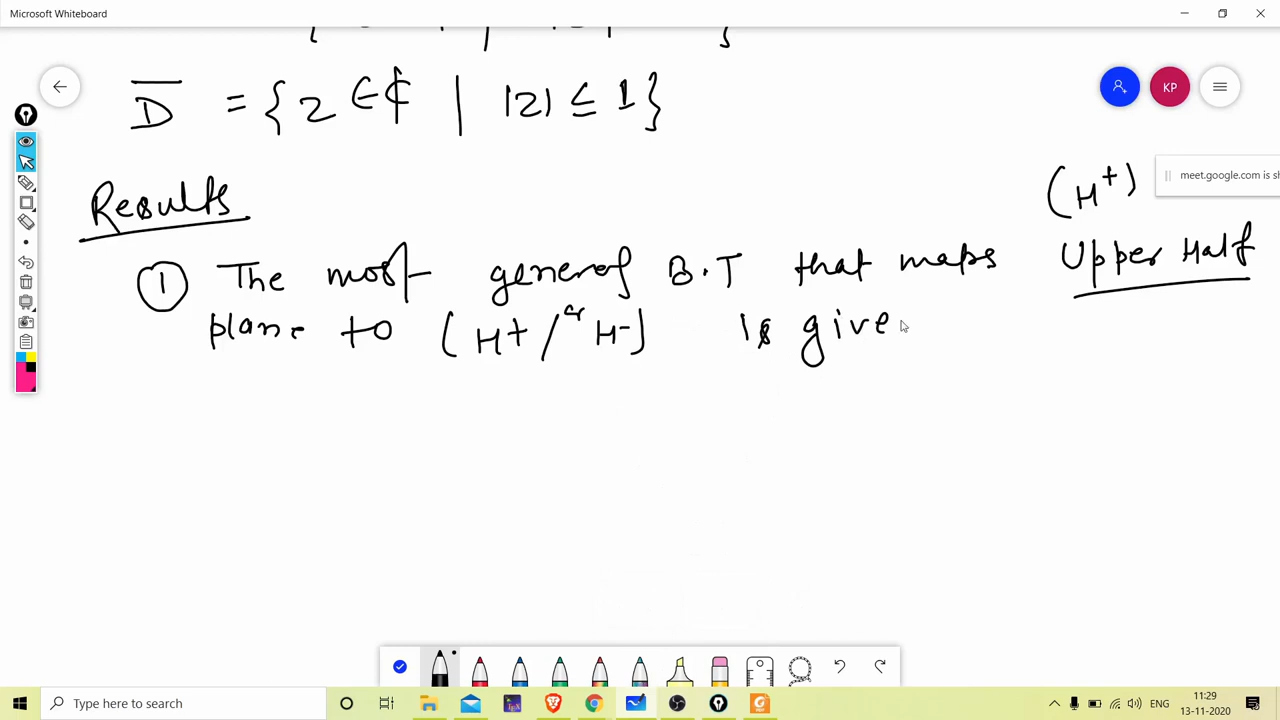 Microsoft Whiteboard
D̅ = {z ∈ ₵ | |z| ≤ 1}
KP
meet.google.com is sh
Results
(H+)
① The most general B.T that maps Upper Half
plane to (H+ / or H-) is give
Type here to search
11:29
ENG
13-11-2020